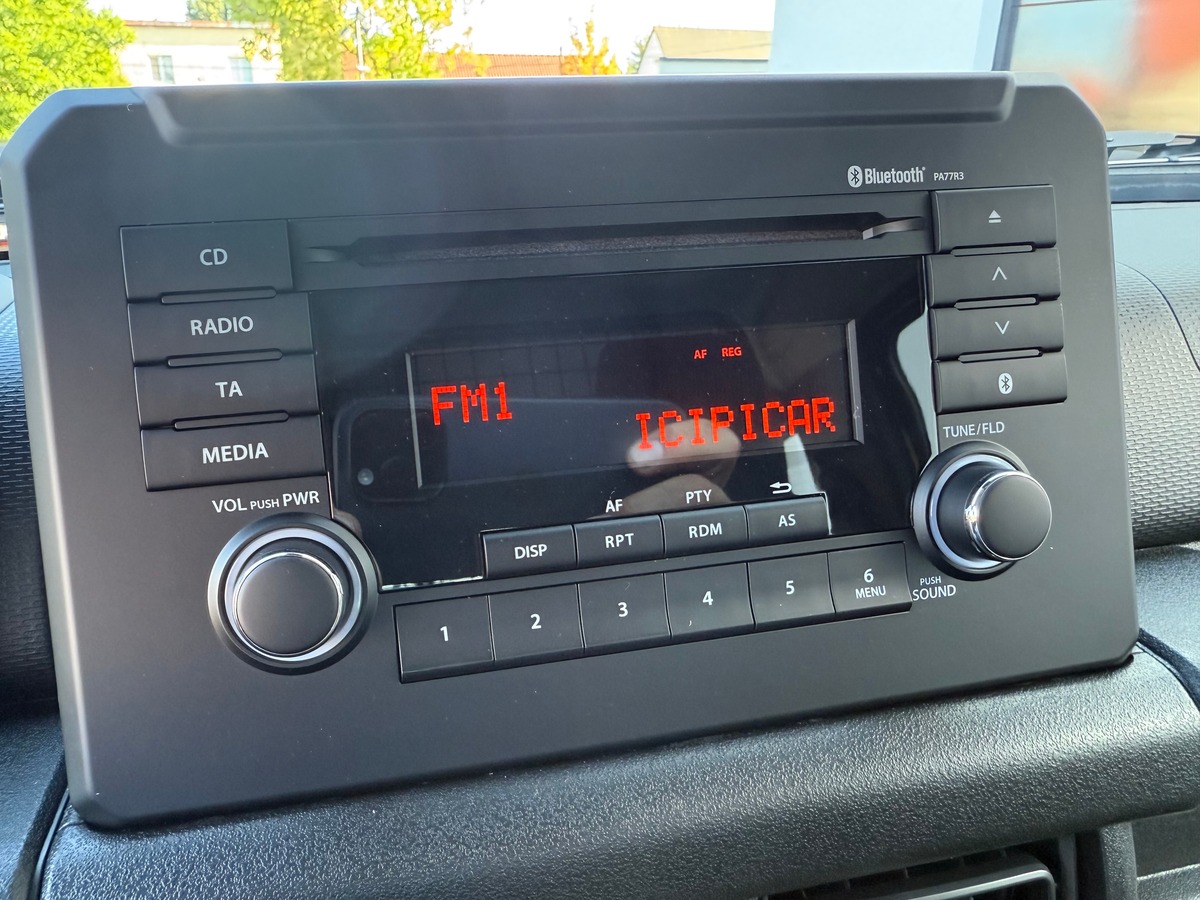 Bluetooth® PA77R3
CD
RADIO
TA
MEDIA
AF REG
FM1
ICIPICAR
TUNE/FLD
VOL PUSH PWR
AF PTY
DISP RPT RDM AS
1 2 3 4 5 6
MENU
PUSH
SOUND